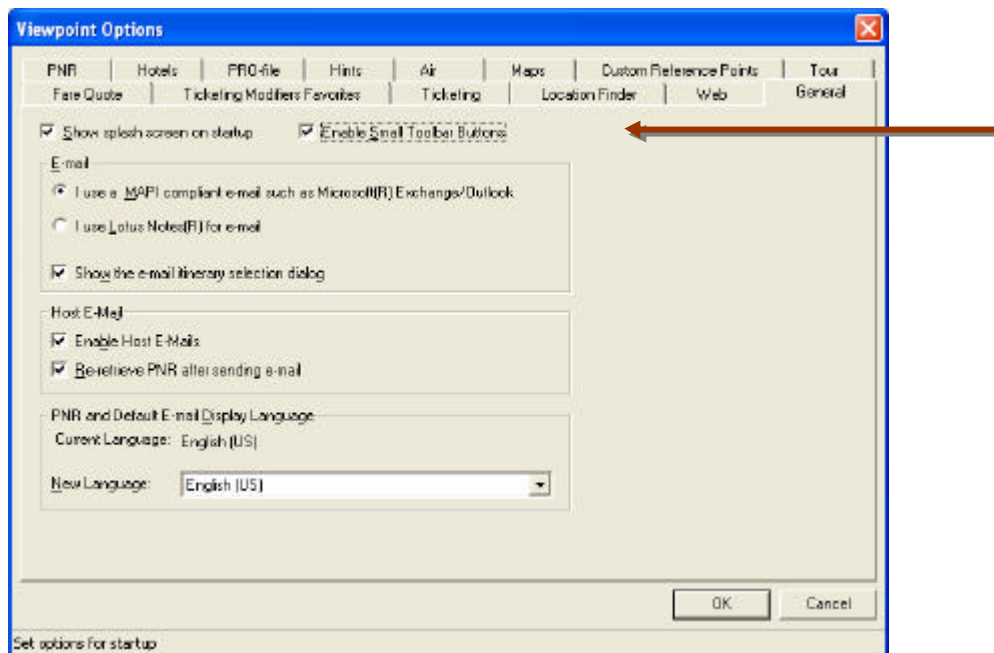 Viewpoint Options
PNR Hotels PRO-file Hints Air Maps Custom Reference Points Tour
Fare Quote Ticketing Modifiers Favorites Ticketing Location Finder Web General
Show splash screen on startup Enable Small Toolbar Buttons
E-mail
I use a MAPI compliant e-mail such as Microsoft(R) Exchange/Outlook
I use Lotus Notes(R) for e-mail
Show the e-mail itinerary selection dialog
Host E-Mail
Enable Host E-Mails
Re-retrieve PNR after sending e-mail
PNR and Default E-mail Display Language
Current Language: English (US)
New Language: English (US)
OK Cancel
Set options for startup